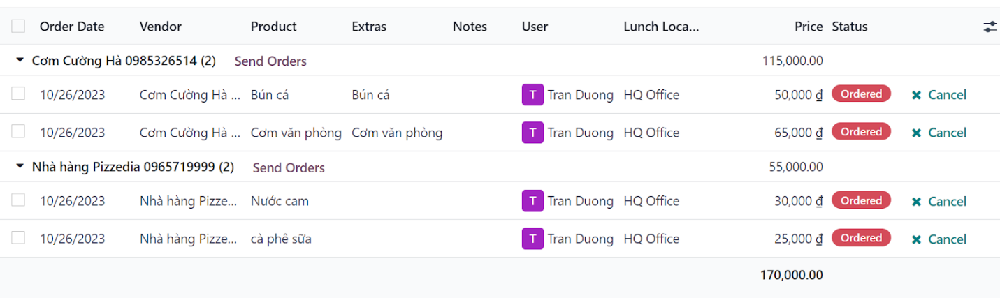 Order Date Vendor Product Extras Notes User Lunch Loca... Price Status
Cơm Cường Hà 0985326514 (2) Send Orders 115,000.00
10/26/2023 Cơm Cường Hà ... Bún cá Bún cá T Tran Duong HQ Office 50,000 ₫ Ordered Cancel
10/26/2023 Cơm Cường Hà ... Cơm văn phòng Cơm văn phòng T Tran Duong HQ Office 65,000 ₫ Ordered Cancel
Nhà hàng Pizzedia 0965719999 (2) Send Orders 55,000.00
10/26/2023 Nhà hàng Pizze... Nước cam T Tran Duong HQ Office 30,000 ₫ Ordered Cancel
10/26/2023 Nhà hàng Pizze... cà phê sữa T Tran Duong HQ Office 25,000 ₫ Ordered Cancel
170,000.00